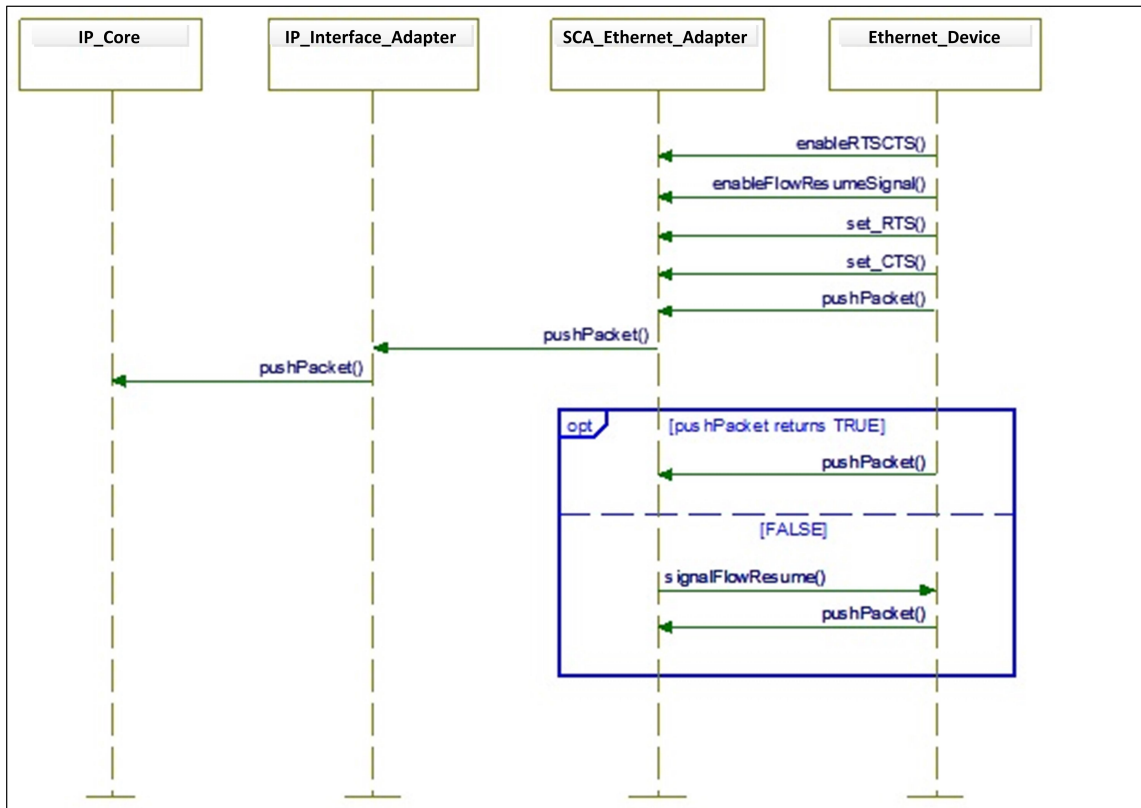 IP_Core IP_Interface_Adapter SCA_Ethernet_Adapter Ethernet_Device
enableRTSCTS()
enableFlowResumeSignal()
set_RTS()
set_CTS()
pushPacket()
pushPacket()
pushPacket()
opt [pushPacket returns TRUE]
pushPacket()
[FALSE]
signalFlowResume()
pushPacket()